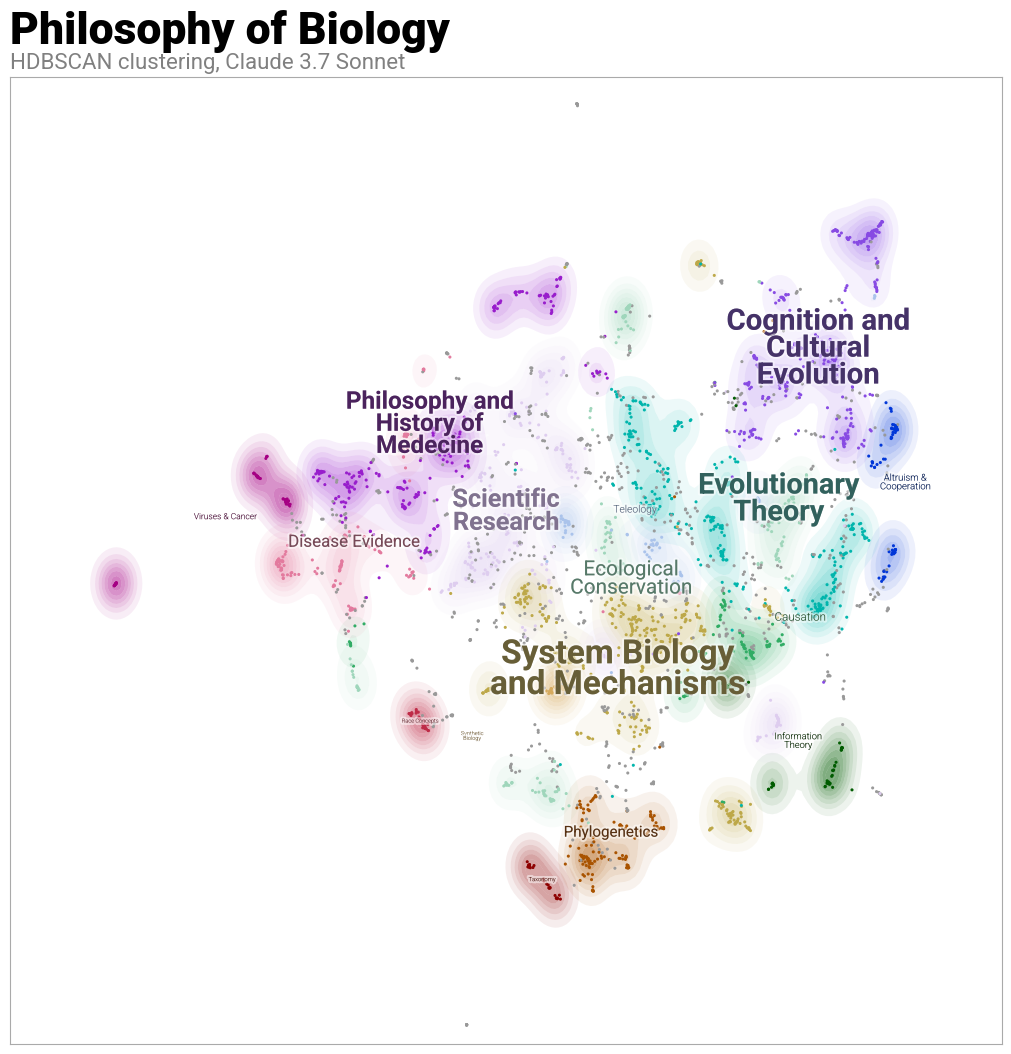 Philosophy of Biology
HDBSCAN clustering, Claude 3.7 Sonnet
Cognition and
Cultural
Evolution
Philosophy and
History of
Medecine
Altruism &
Cooperation
Evolutionary
Theory
Scientific
Research
Teleology
Viruses & Cancer
Disease Evidence
Ecological
Conservation
Causation
System Biology
and Mechanisms
Race Concepts
Synthetic
Biology
Information
Theory
Phylogenetics
Taxonomy